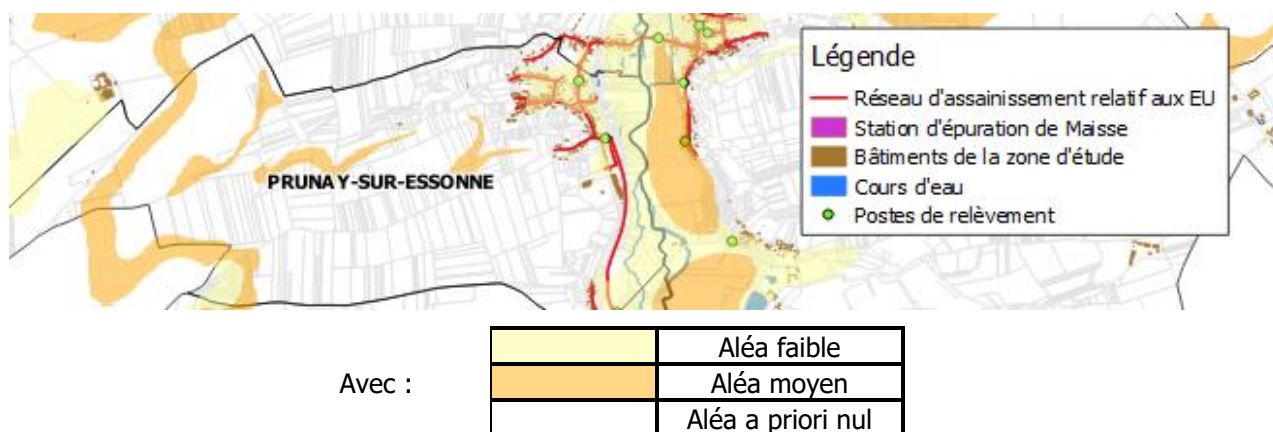 Légende
Réseau d'assainissement relatif aux EU
Station d'épuration de Maisse
Bâtiments de la zone d'étude
Cours d'eau
Postes de relèvement
PRUNAY-SUR-ESSONNE
Avec :
Aléa faible
Aléa moyen
Aléa a priori nul